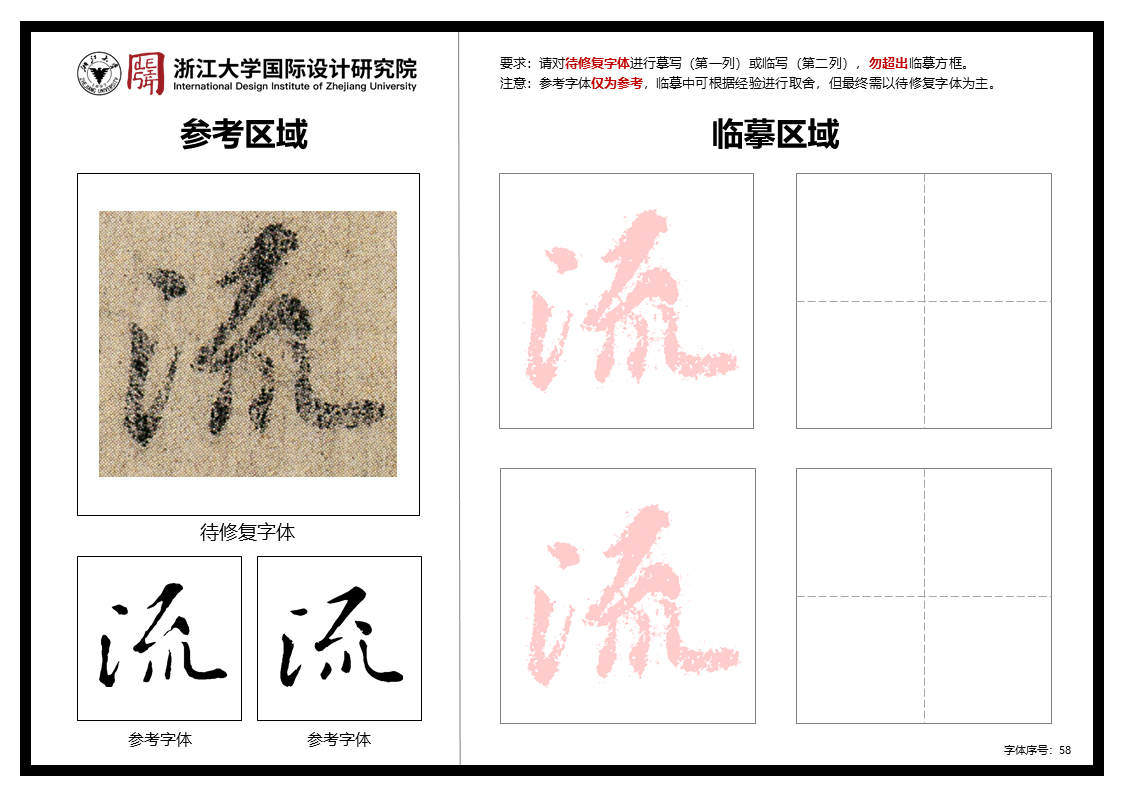 浙江大学国际设计研究院
International Design Institute of Zhejiang University
参考区域
流
待修复字体
流
流
参考字体
参考字体
要求：请对待修复字体进行摹写（第一列）或临写（第二列），勿超出临摹方框。
注意：参考字体仅为参考，临摹中可根据经验进行取舍，但最终需以待修复字体为主。
临摹区域
流
流
字体序号：58